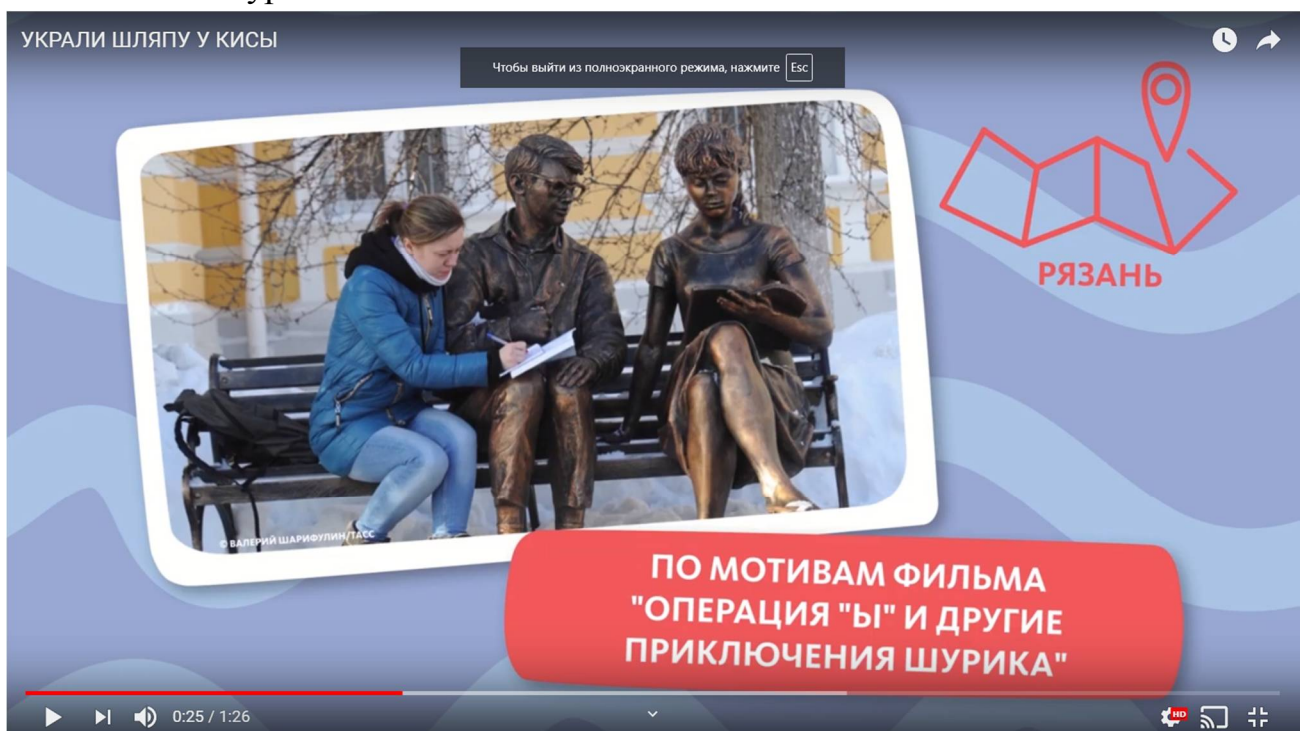 УКРАЛИ ШЛЯПУ У КИСЫ
Чтобы выйти из полноэкранного режима, нажмите Esc
РЯЗАНЬ
© ВАЛЕРИЙ ШАРИФУЛИН/ТАСС
ПО МОТИВАМ ФИЛЬМА
"ОПЕРАЦИЯ "Ы" И ДРУГИЕ
ПРИКЛЮЧЕНИЯ ШУРИКА"
0:25 / 1:26
HD